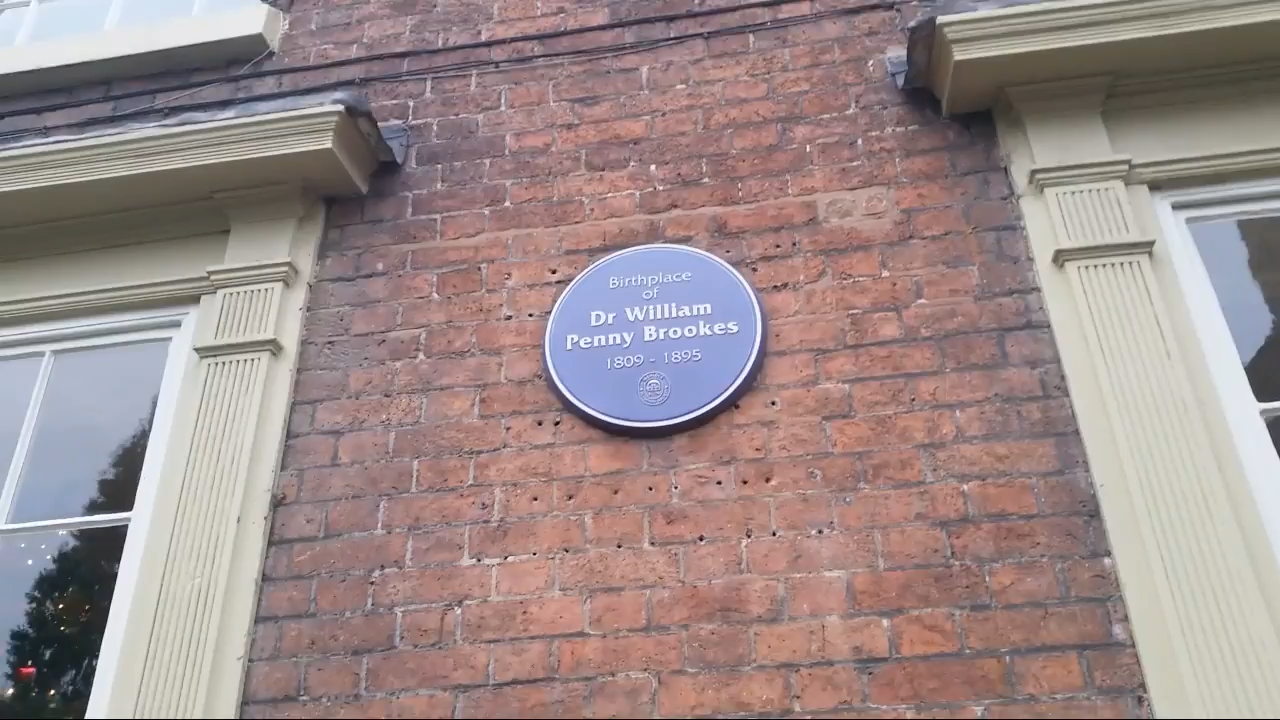 Birthplace
of
Dr William
Penny Brookes
1809 - 1895